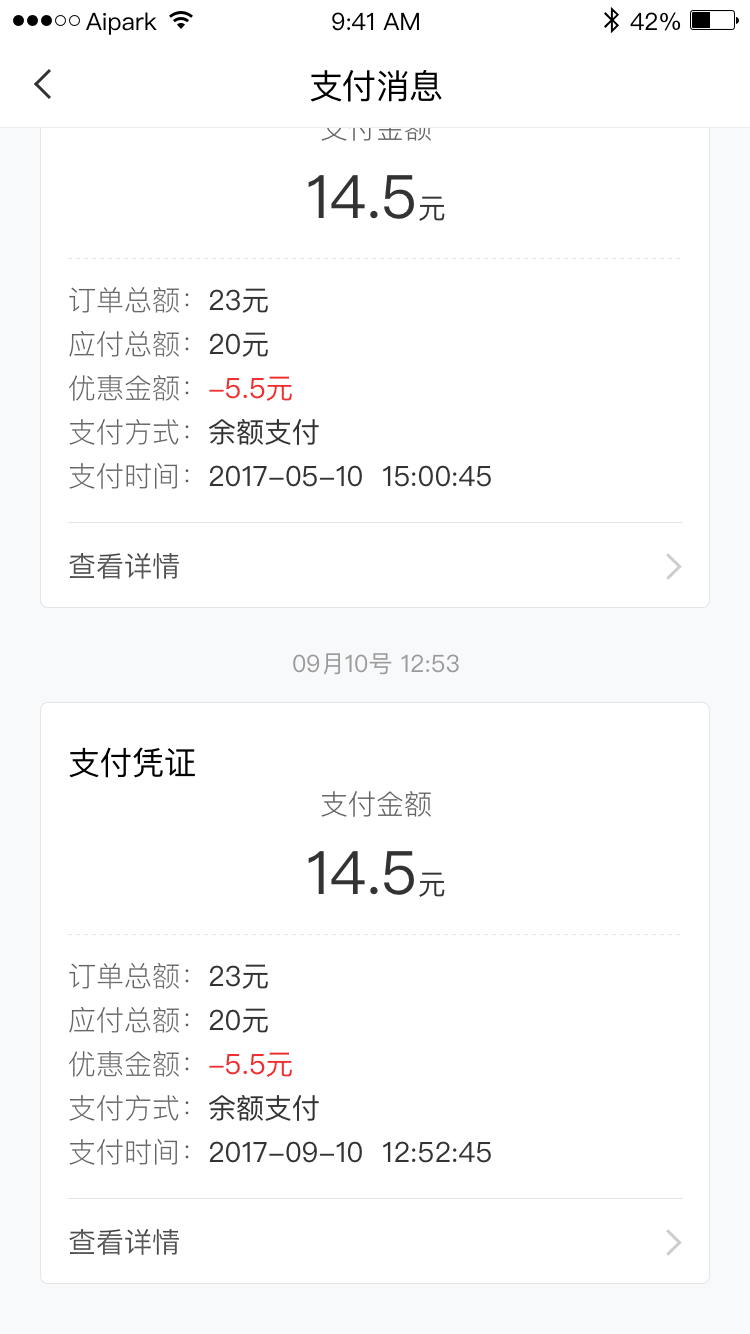 Aipark 9:41 AM 42%
支付消息
支付金额
14.5元
订单总额：23元
应付总额：20元
优惠金额：-5.5元
支付方式：余额支付
支付时间：2017-05-10 15:00:45
查看详情
09月10号 12:53
支付凭证
支付金额
14.5元
订单总额：23元
应付总额：20元
优惠金额：-5.5元
支付方式：余额支付
支付时间：2017-09-10 12:52:45
查看详情